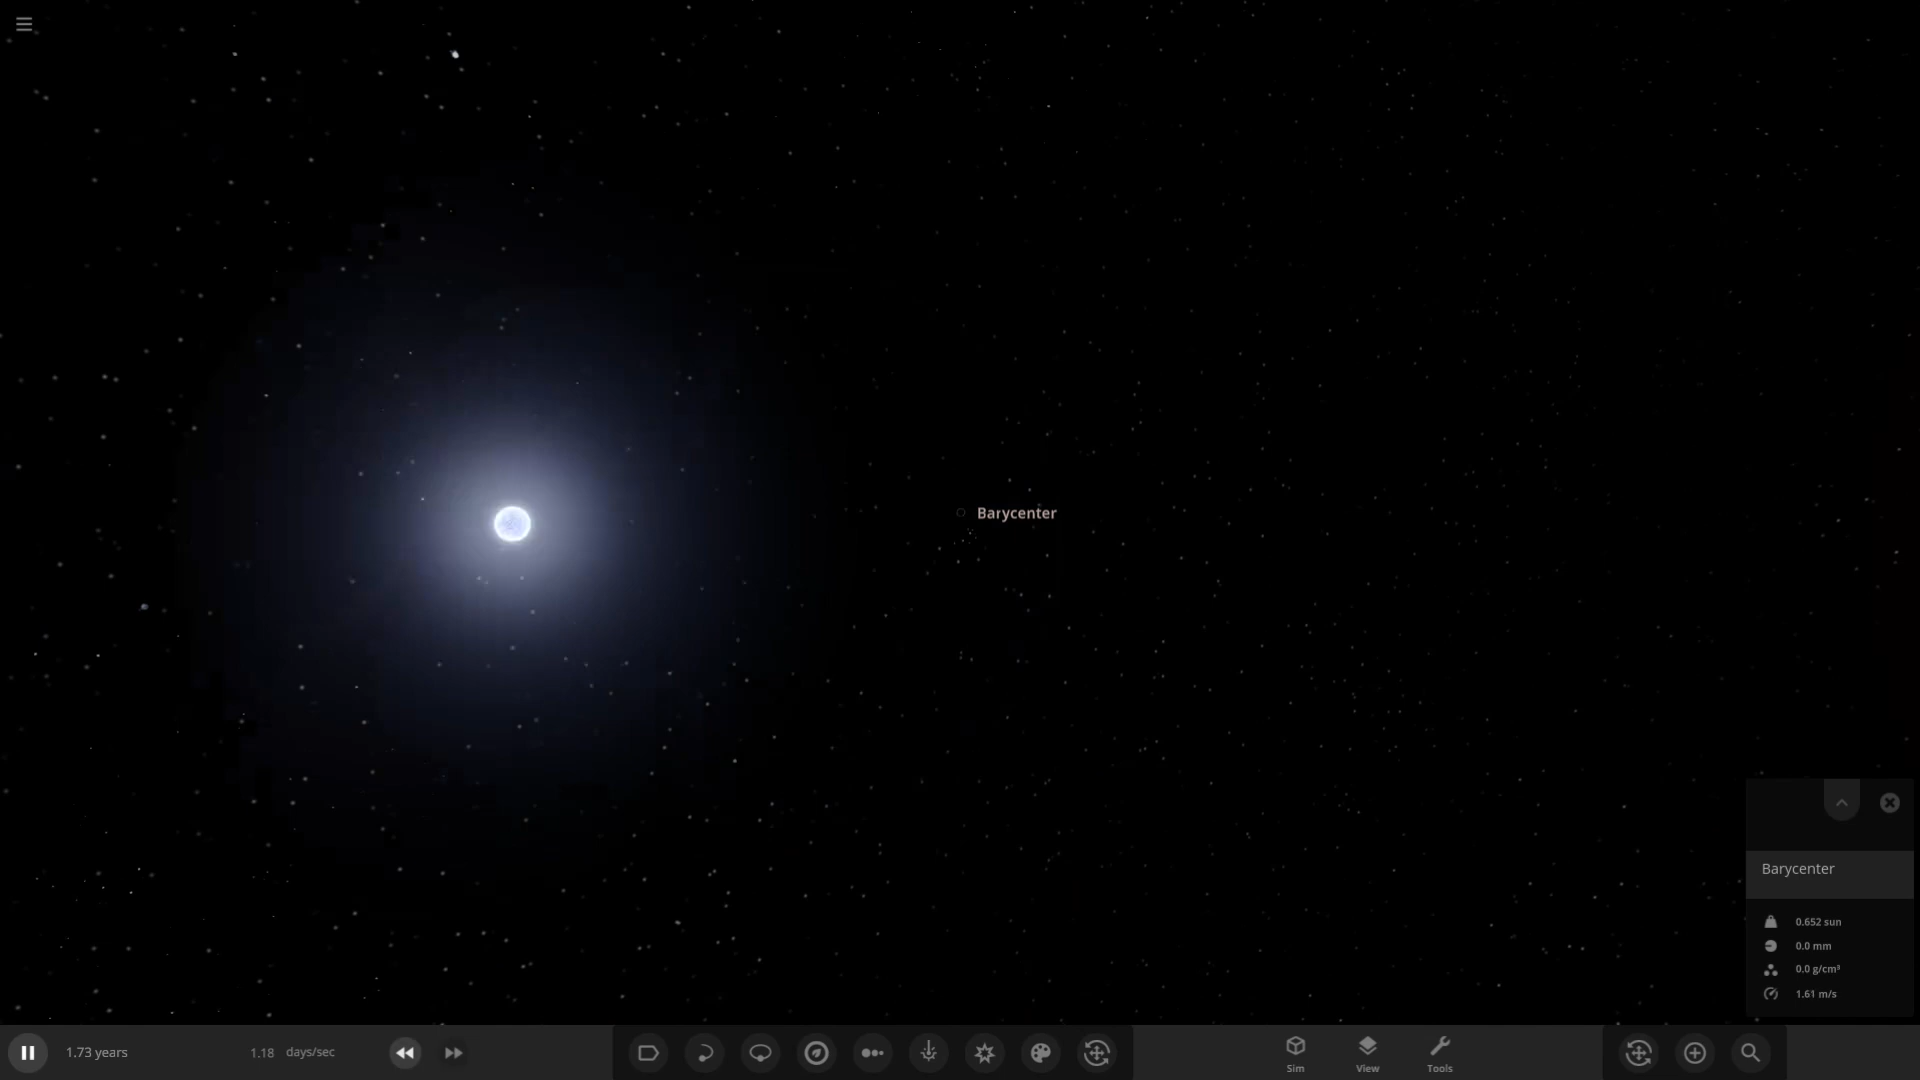 Barycenter
Barycenter
0.652 sun
0.0 mm
0.0 g/cm³
1.61 m/s
1.73 years
1.18 days/sec
Sim
View
Tools